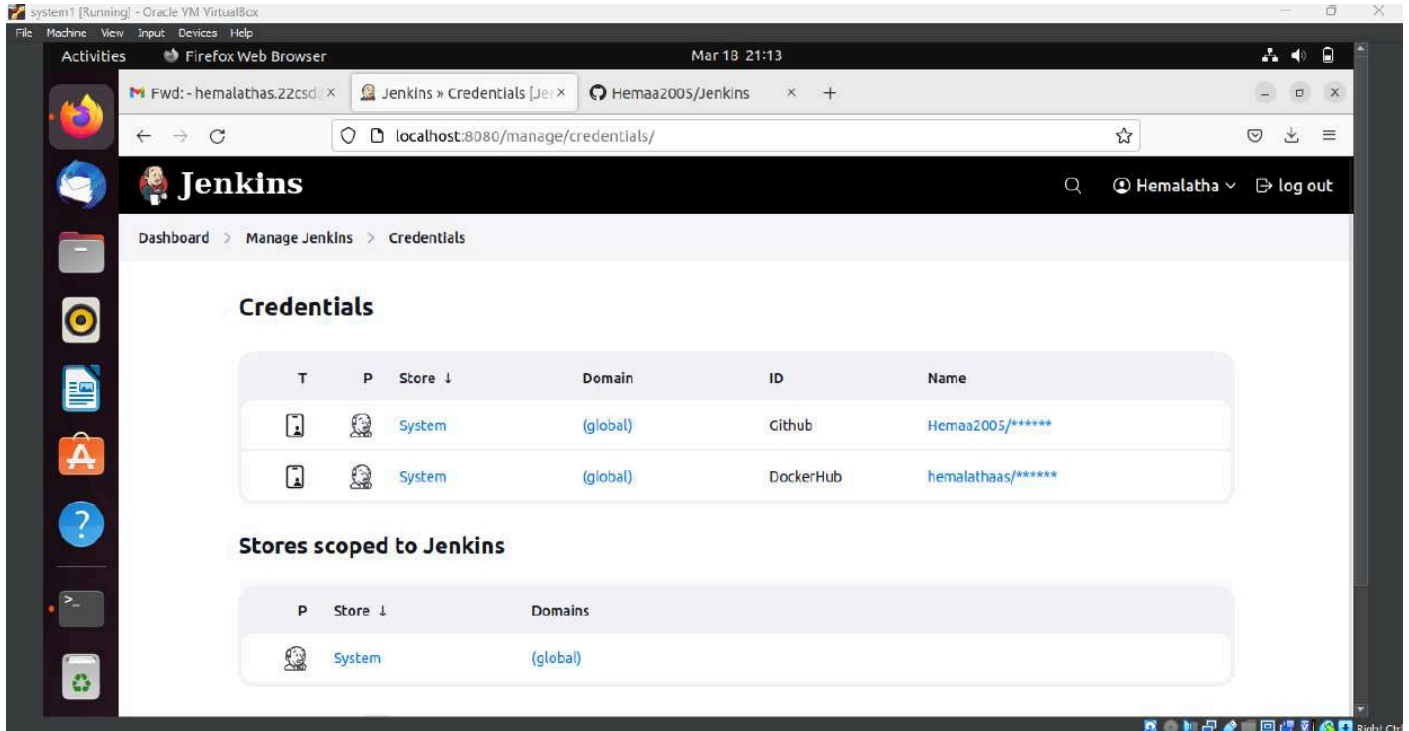 system1 [Running] - Oracle VM VirtualBox
File Machine View Input Devices Help
Activities Firefox Web Browser Mar 18 21:13
Fwd: - hemalathas.22csd Jenkins » Credentials [Je Hemaa2005/Jenkins
localhost:8080/manage/credentials/
Jenkins Hemalatha log out
Dashboard > Manage Jenkins > Credentials
Credentials
T P Store ↓ Domain ID Name
System (global) Github Hemaa2005/******
System (global) DockerHub hemalathaas/******
Stores scoped to Jenkins
P Store ↓ Domains
System (global)
Right Ctrl